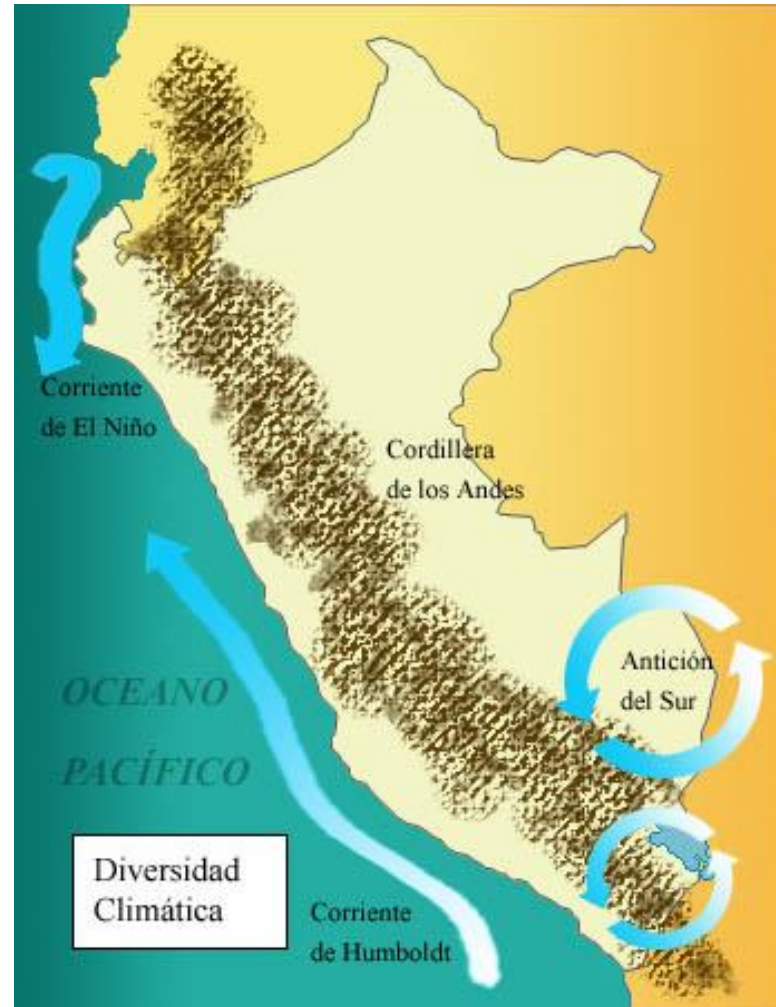 Corriente
de El Niño
Cordillera
de los Andes
Antición
del Sur
OCEANO
PACÍFICO
Diversidad
Climática
Corriente
de Humboldt